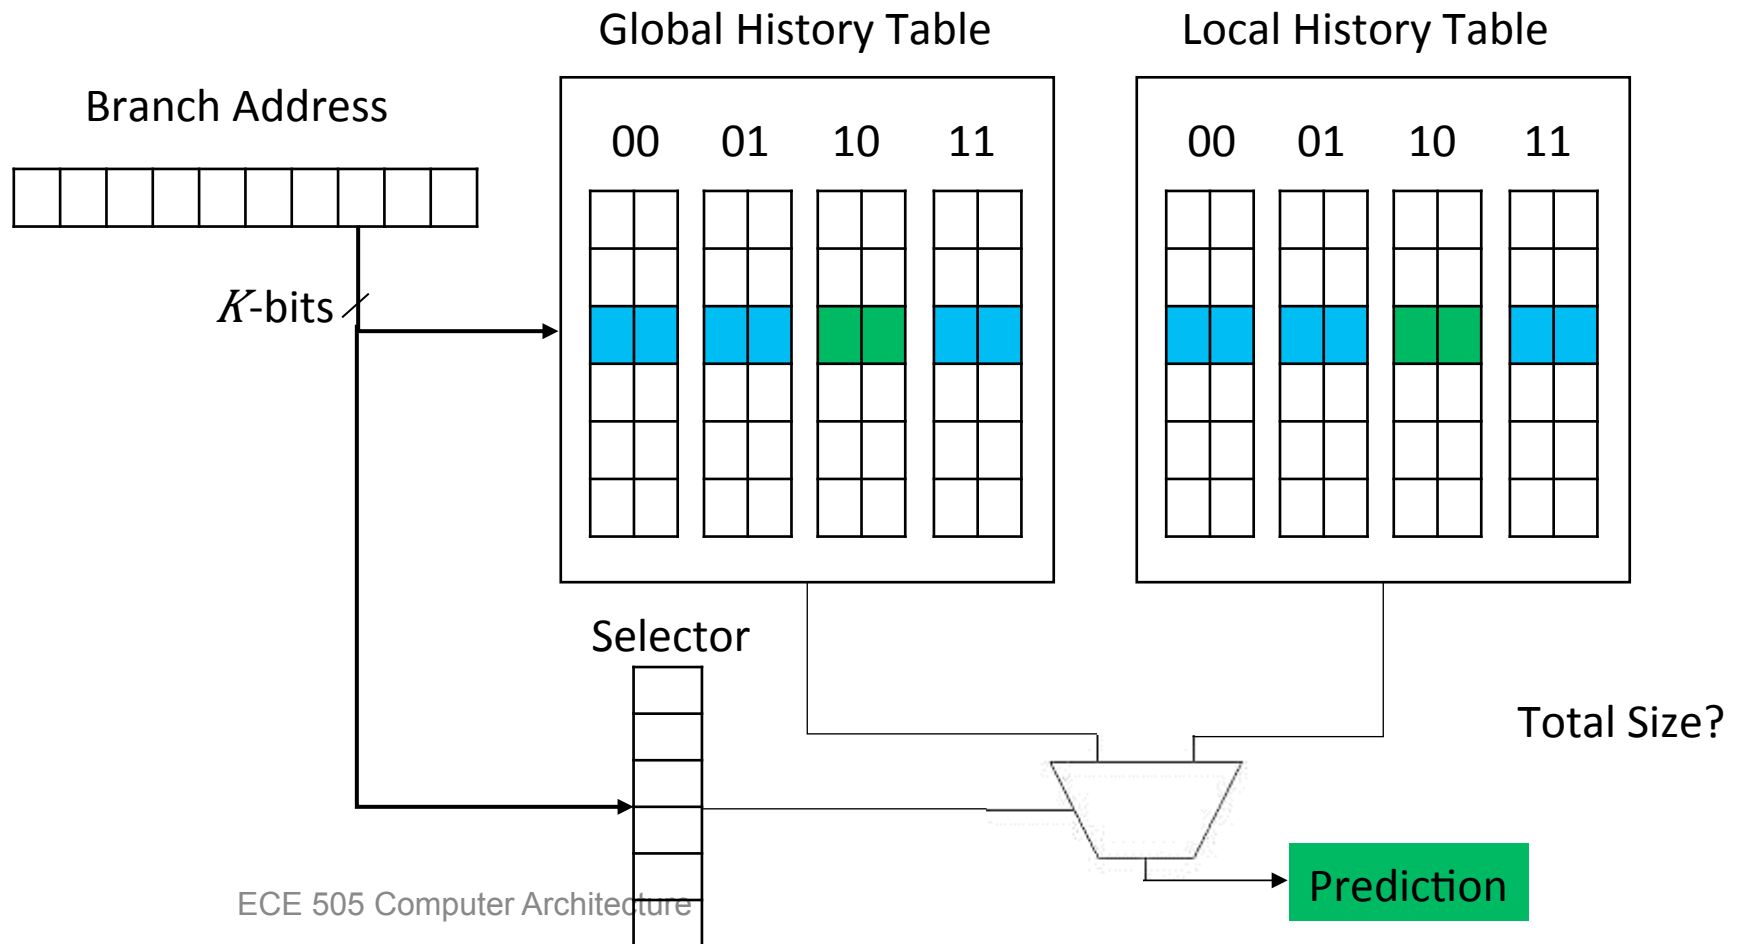 Global History Table
Local History Table
Branch Address
00 01 10 11
00 01 10 11
K-bits
Selector
Total Size?
Prediction
ECE 505 Computer Architecture